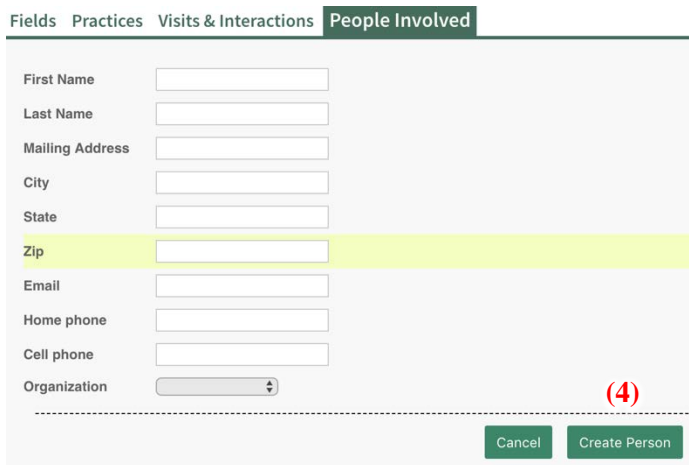 Fields Practices Visits & Interactions People Involved
First Name
Last Name
Mailing Address
City
State
Zip
Email
Home phone
Cell phone
Organization
(4)
Cancel Create Person